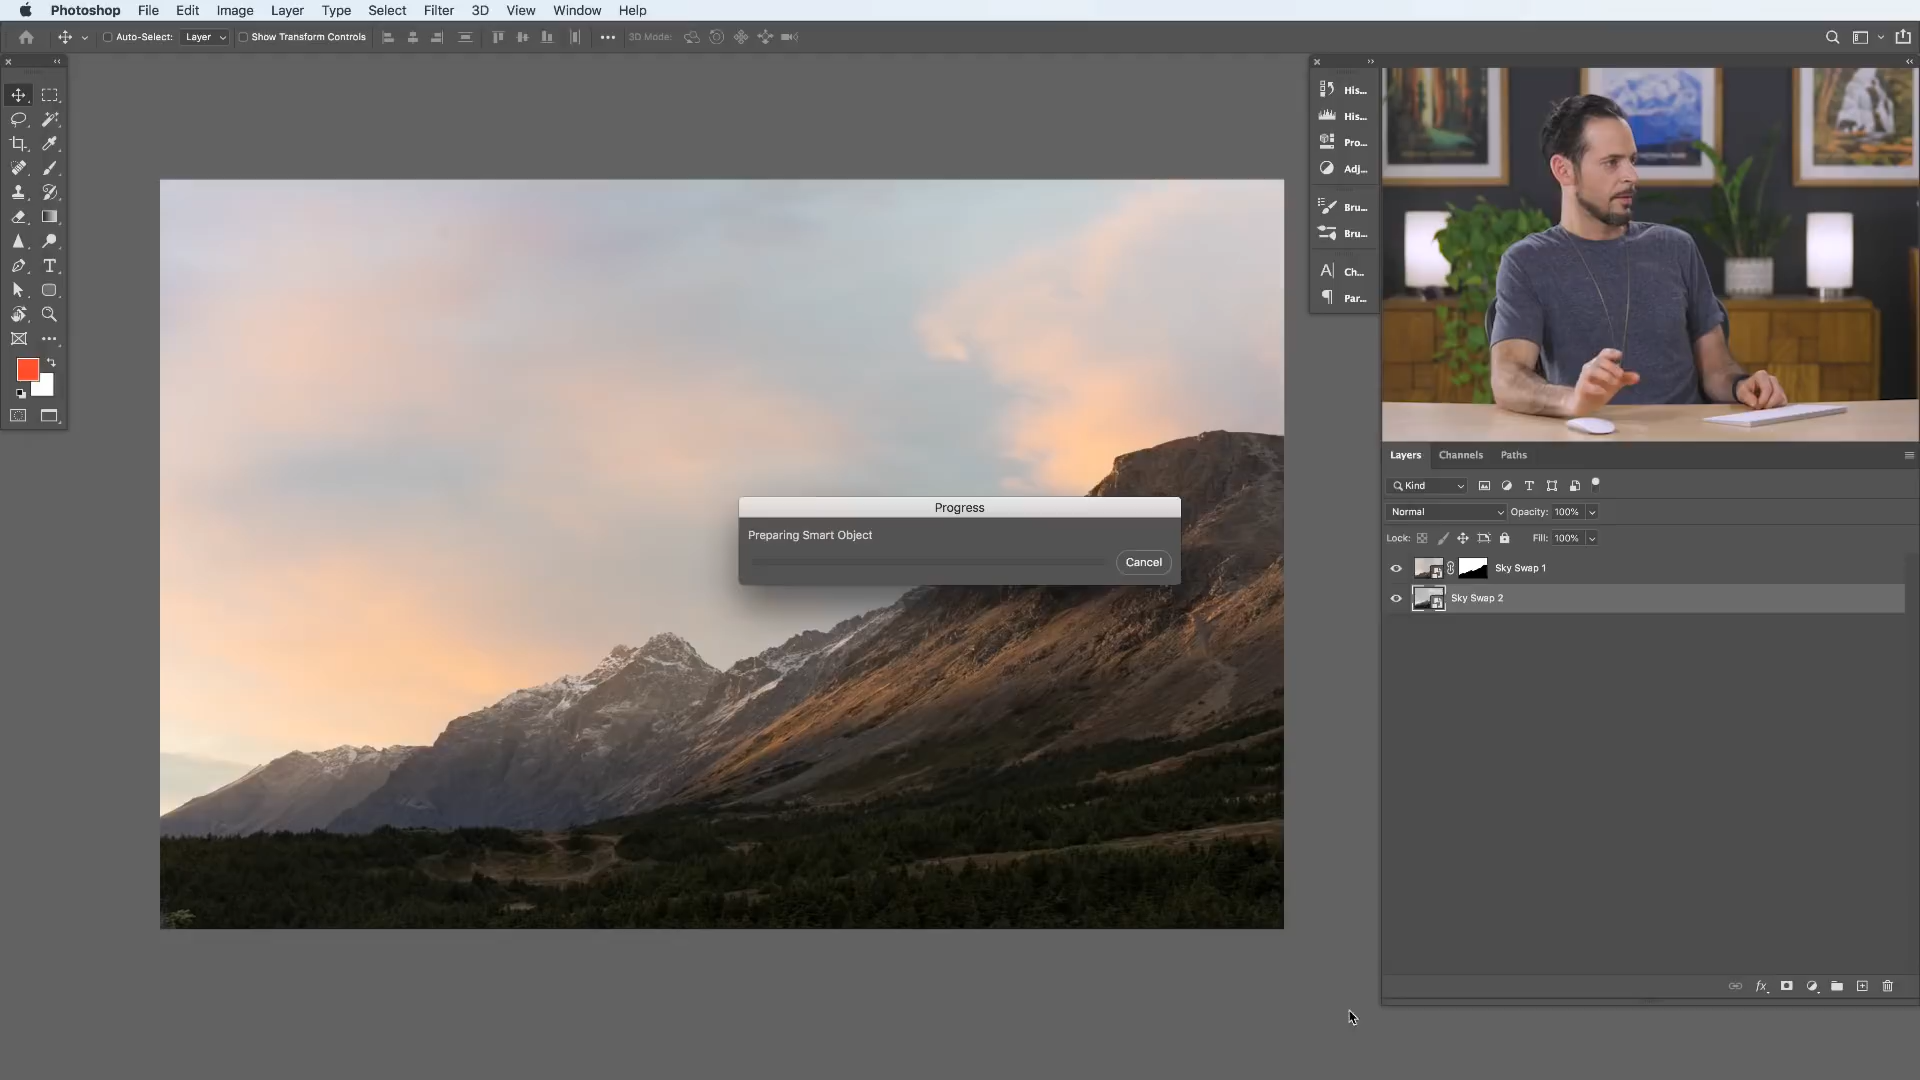 Photoshop File Edit Image Layer Type Select Filter 3D View Window Help
Auto-Select: Layer Show Transform Controls 3D Mode:
His...
His...
Pro...
Adj...
Bru...
Bru...
Ch...
Par...
Progress
Preparing Smart Object
Cancel
Layers Channels Paths
Kind
Normal Opacity: 100%
Lock: Fill: 100%
Sky Swap 1
Sky Swap 2